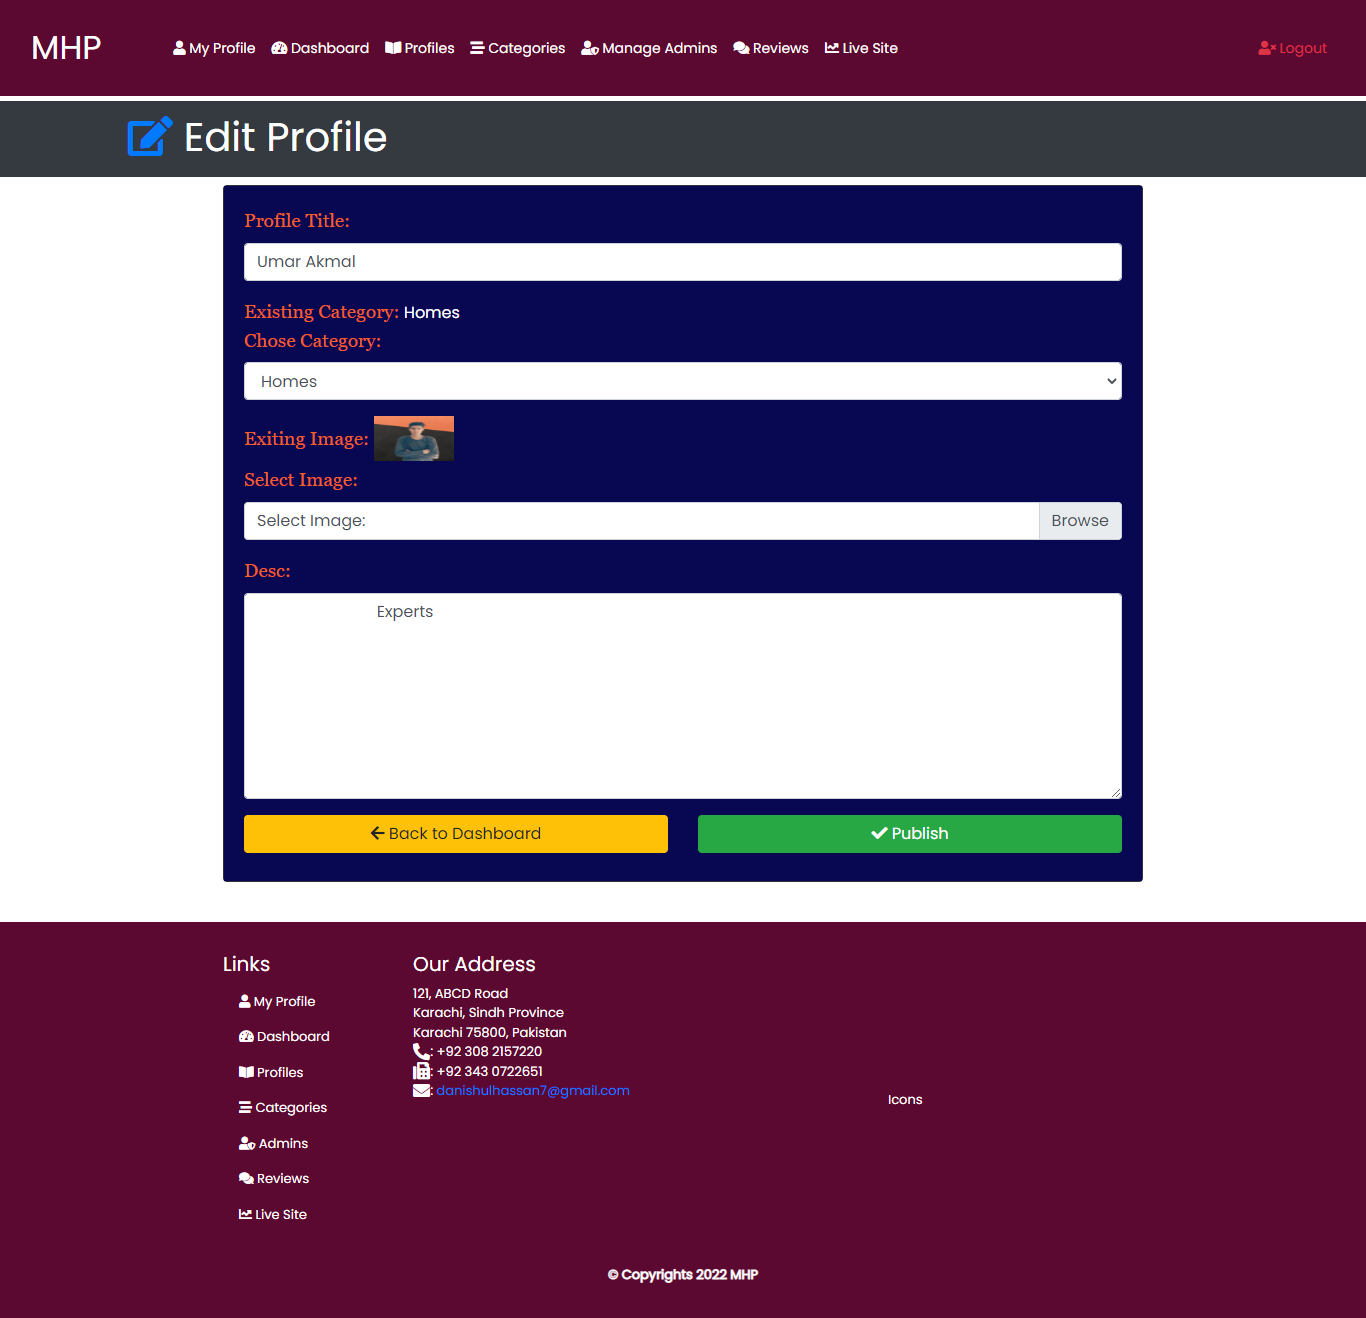 MHP
My Profile Dashboard Profiles Categories Manage Admins Reviews Live Site Logout
Edit Profile
Profile Title:
Umar Akmal
Existing Category: Homes
Chose Category:
Homes
Exiting Image:
Select Image:
Select Image: Browse
Desc:
Experts
Back to Dashboard Publish
Links
My Profile
Dashboard
Profiles
Categories
Admins
Reviews
Live Site
Our Address
121, ABCD Road
Karachi, Sindh Province
Karachi 75800, Pakistan
: +92 308 2157220
: +92 343 0722651
: danishulhassan7@gmail.com
Icons
© Copyrights 2022 MHP